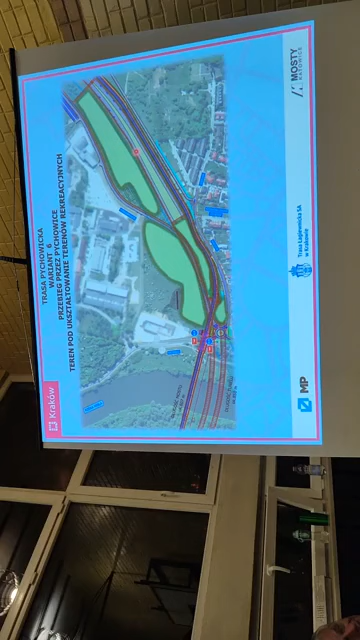 Kraków
TRASA PYCHOWICKA
WARIANT 6
PRZEBIEG PRZEZ PYCHOWICE
TEREN POD UKSZTAŁTOWANIE TERENÓW REKREACYJNYCH
MP
Trasa Łagiewnicka SA
w Krakowie
MOSTY
KATOWICE